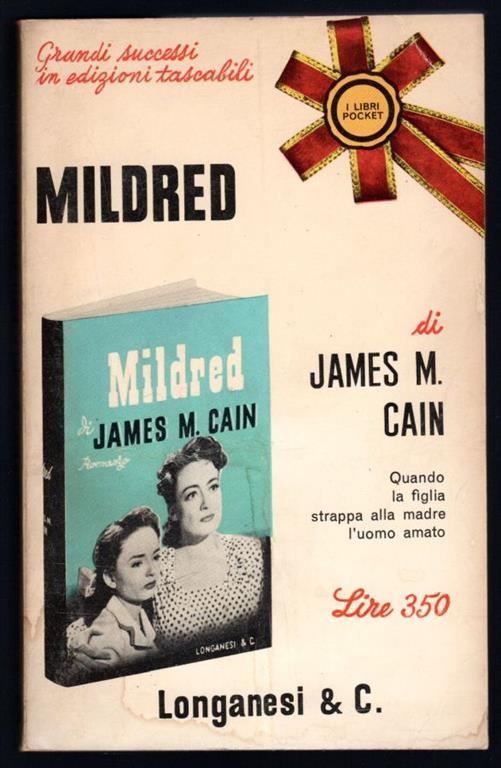 Grandi successi
in edizioni tascabili
I LIBRI
POCKET
MILDRED
di
JAMES M.
CAIN
Quando
la figlia
strappa alla madre
l'uomo amato
Lire 350
Mildred
di JAMES M. CAIN
Romanzo
LONGANESI & C.
Longanesi & C.